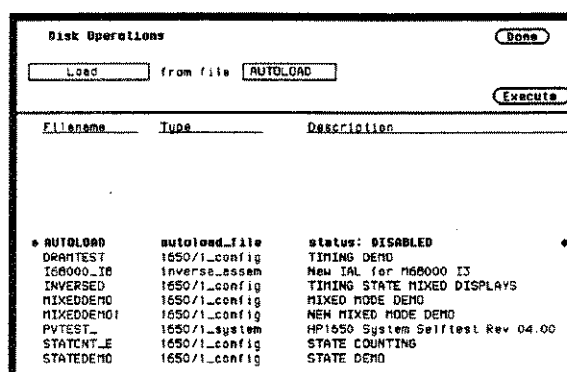 Disk Operations Done
Load from file AUTOLOAD
Execute
Filename Type Description
AUTOLOAD autoload_file status: DISABLED
DRAMTEST 1650/1_config TIMING DEMO
I68000_I8 inverse_assem New IAL for M68000 I3
INVERSED 1650/1_config TIMING STATE MIXED DISPLAYS
MIXEDDEMO 1650/1_config MIXED MODE DEMO
MIXEDDEMO1 1650/1_config NEW MIXED MODE DEMO
PVTEST_ 1650/1_system HP1650 System Selftest Rev 04.00
STATCNT_E 1650/1_config STATE COUNTING
STATEDEMO 1650/1_config STATE DEMO